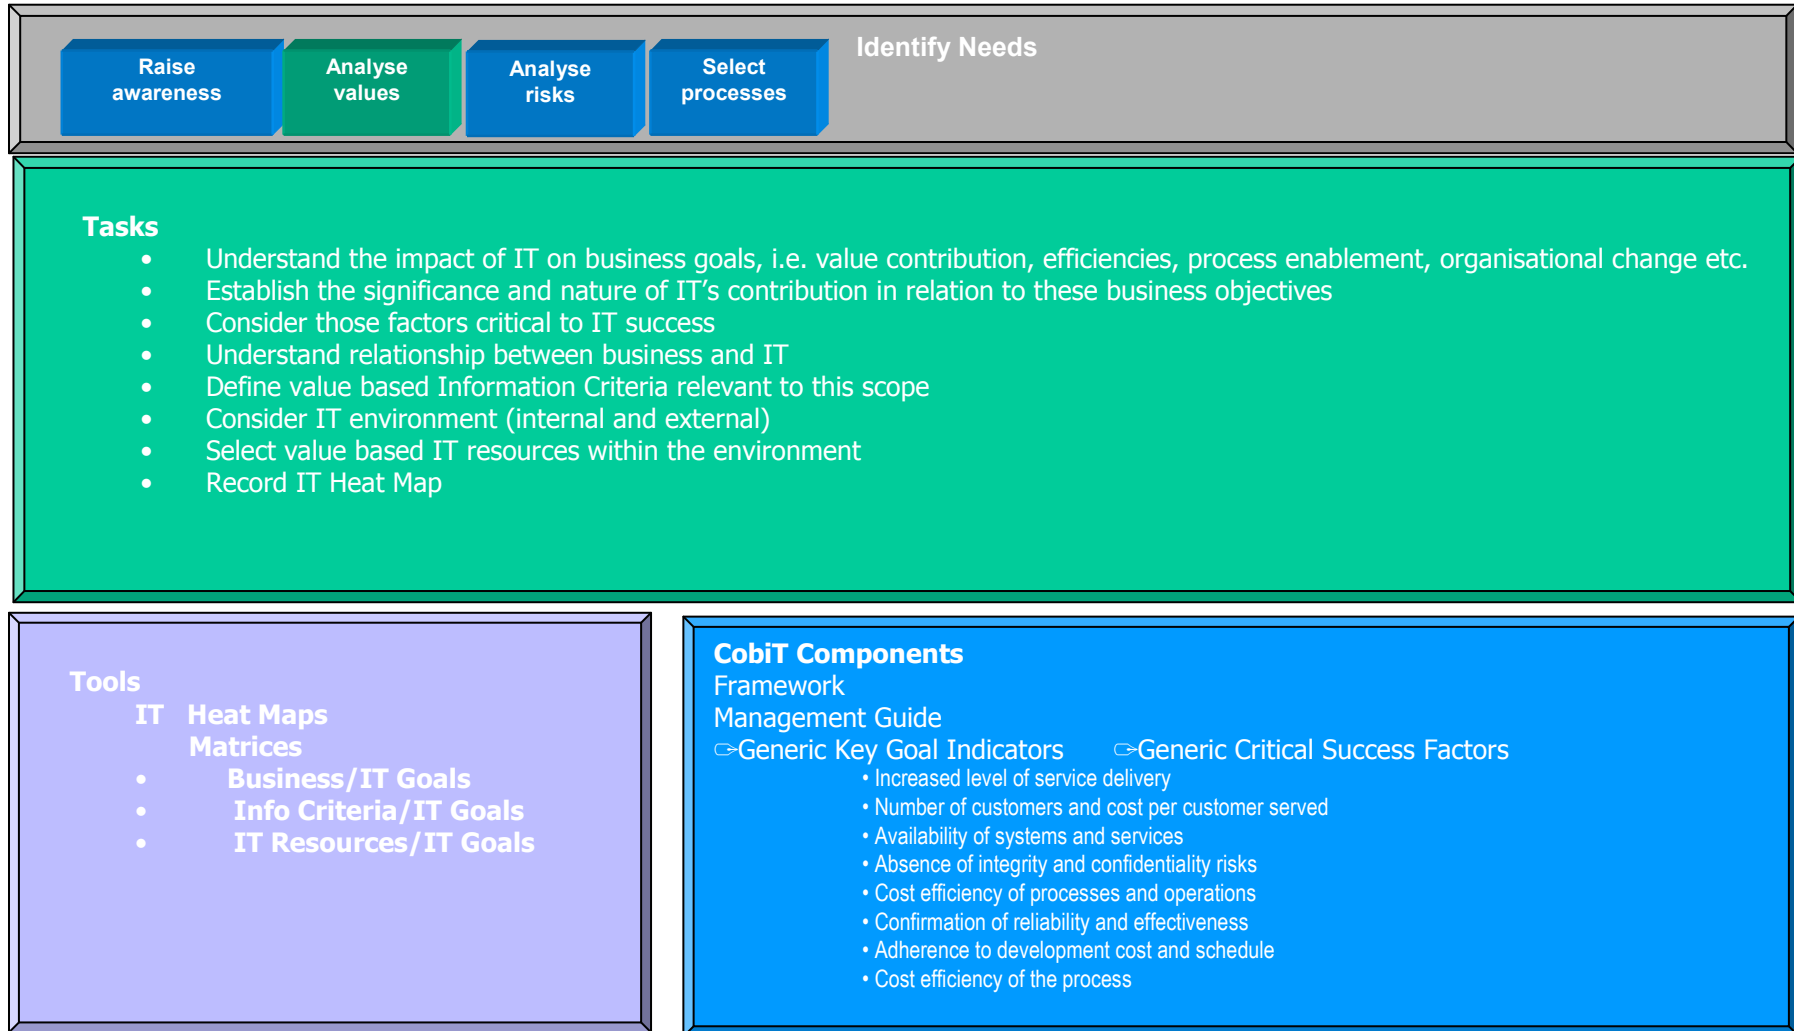 Identify Needs
Raise
awareness
Analyse
values
Analyse
risks
Select
processes
Tasks
• Understand the impact of IT on business goals, i.e. value contribution, efficiencies, process enablement, organisational change etc.
• Establish the significance and nature of IT’s contribution in relation to these business objectives
• Consider those factors critical to IT success
• Understand relationship between business and IT
• Define value based Information Criteria relevant to this scope
• Consider IT environment (internal and external)
• Select value based IT resources within the environment
• Record IT Heat Map
Tools
IT Heat Maps
Matrices
• Business/IT Goals
• Info Criteria/IT Goals
• IT Resources/IT Goals
CobiT Components
Framework
Management Guide
⌲Generic Key Goal Indicators ⌲Generic Critical Success Factors
• Increased level of service delivery
• Number of customers and cost per customer served
• Availability of systems and services
• Absence of integrity and confidentiality risks
• Cost efficiency of processes and operations
• Confirmation of reliability and effectiveness
• Adherence to development cost and schedule
• Cost efficiency of the process